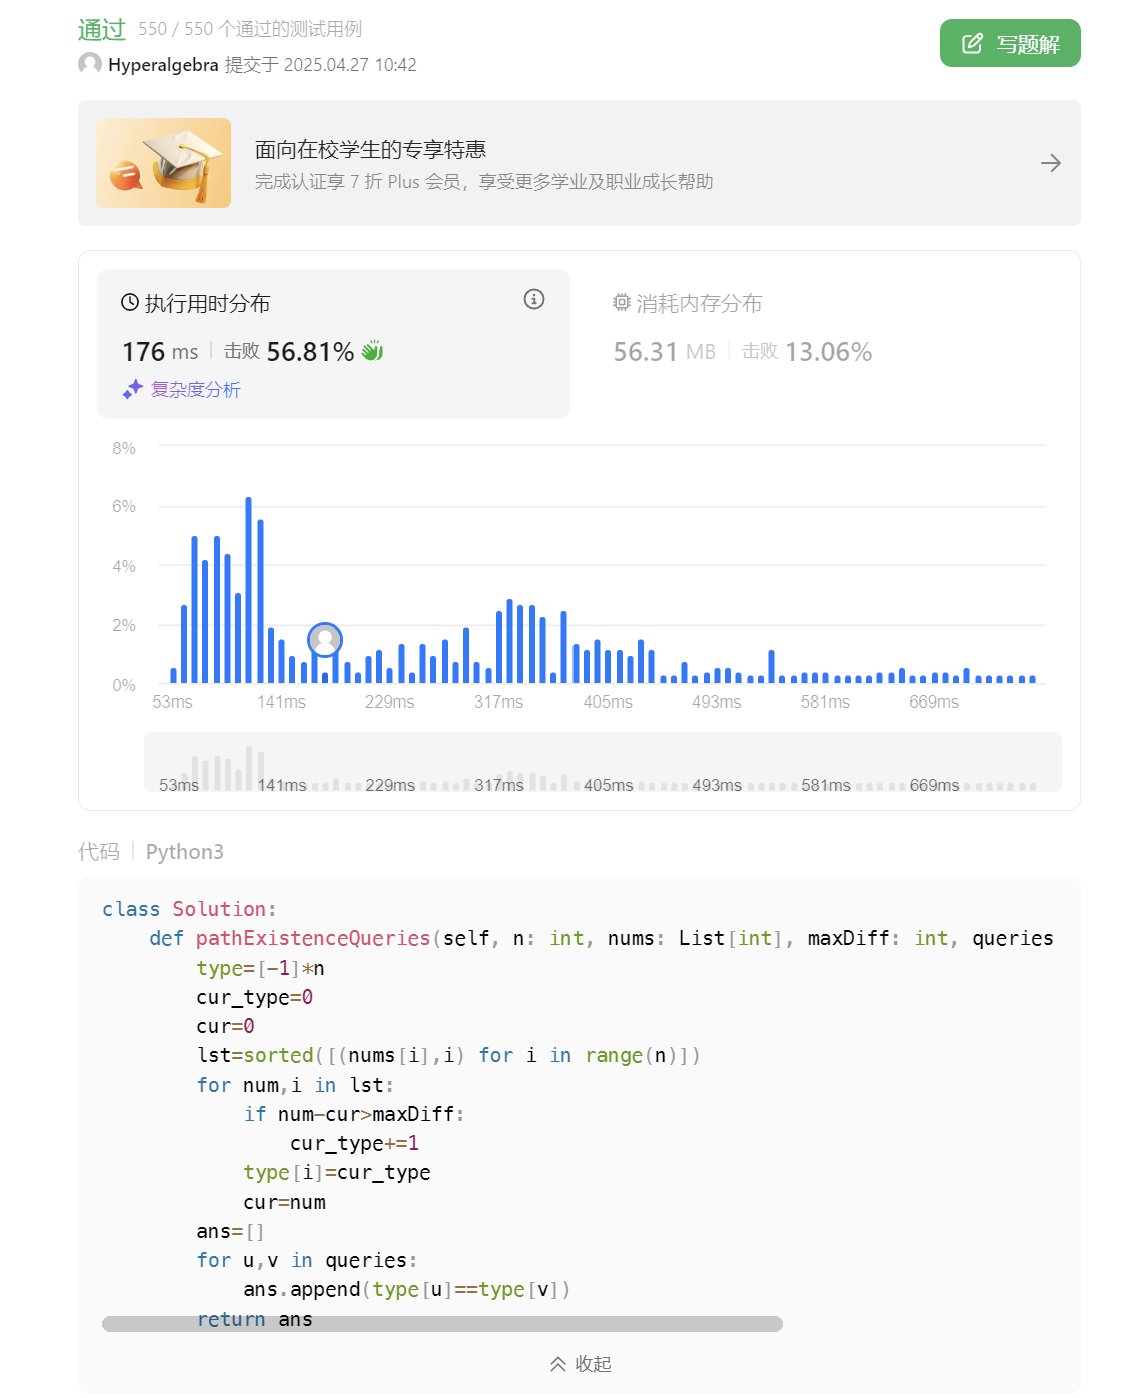 通过 550 / 550 个通过的测试用例
写题解
Hyperalgebra 提交于 2025.04.27 10:42
面向在校学生的专享特惠
完成认证享 7 折 Plus 会员，享受更多学业及职业成长帮助
执行用时分布
176 ms 击败 56.81%
复杂度分析
消耗内存分布
56.31 MB 击败 13.06%
8%
6%
4%
2%
0%
53ms 141ms 229ms 317ms 405ms 493ms 581ms 669ms
53ms 141ms 229ms 317ms 405ms 493ms 581ms 669ms
代码 Python3
class Solution:
    def pathExistenceQueries(self, n: int, nums: List[int], maxDiff: int, queries
        type=[-1]*n
        cur_type=0
        cur=0
        lst=sorted([(nums[i],i) for i in range(n)])
        for num,i in lst:
            if num-cur>maxDiff:
                cur_type+=1
            type[i]=cur_type
            cur=num
        ans=[]
        for u,v in queries:
            ans.append(type[u]==type[v])
        return ans
收起